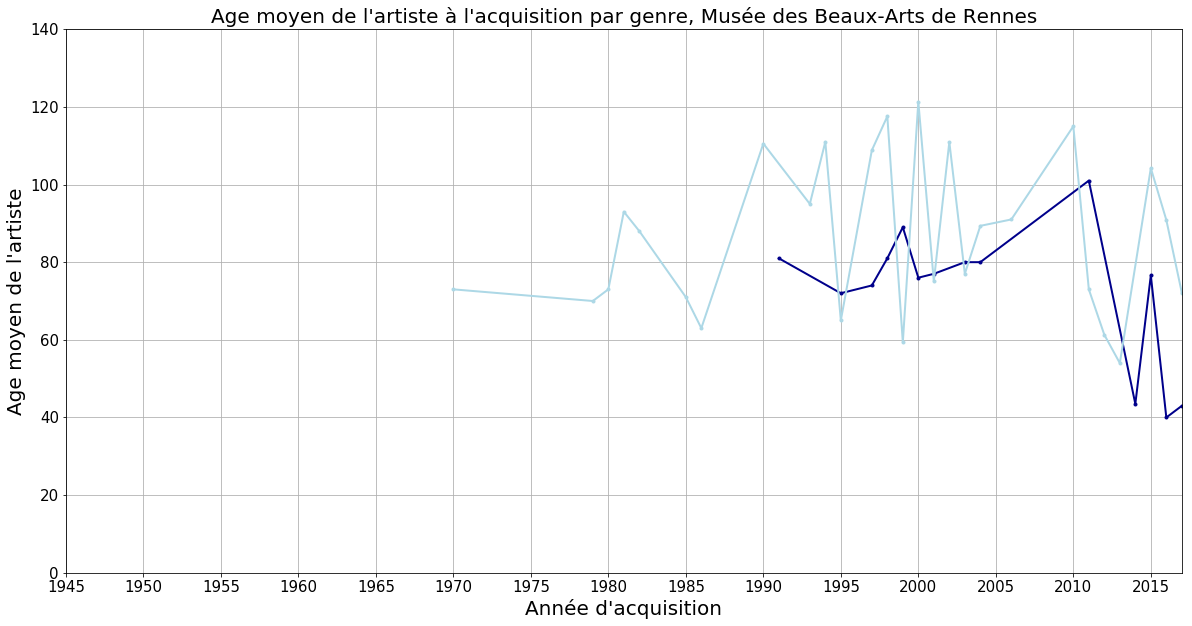 Age moyen de l'artiste à l'acquisition par genre, Musée des Beaux-Arts de Rennes
140
120
100
80
60
40
20
0
Age moyen de l'artiste
1945 1950 1955 1960 1965 1970 1975 1980 1985 1990 1995 2000 2005 2010 2015
Année d'acquisition